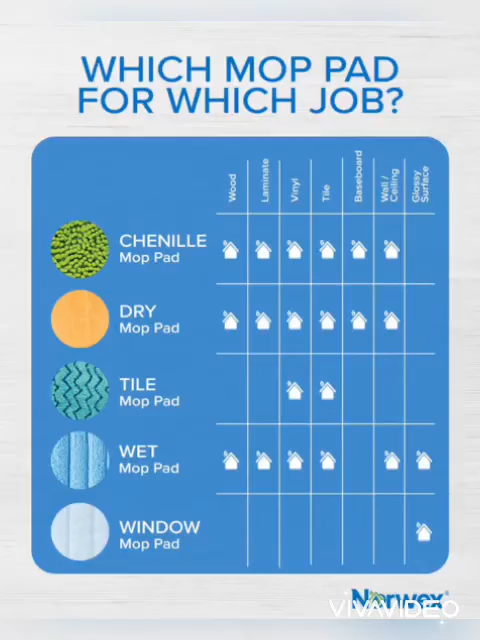 WHICH MOP PAD
FOR WHICH JOB?
Wood
Laminate
Vinyl
Tile
Baseboard
Wall /
Ceiling
Glossy
Surface
CHENILLE
Mop Pad
DRY
Mop Pad
TILE
Mop Pad
WET
Mop Pad
WINDOW
Mop Pad
Norwex
VIVAVIDEO